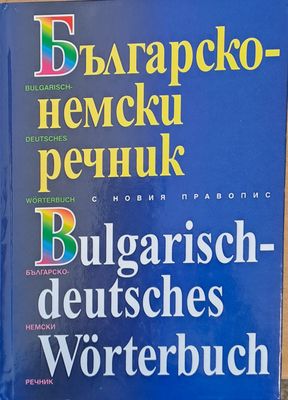 Българско-
BULGARISCH-
немски
DEUTSCHES
речник
WÖRTERBUCH
С НОВИЯ ПРАВОПИС
Bulgarisch-
БЪЛГАРСКО-
deutsches
НЕМСКИ
Wörterbuch
РЕЧНИК